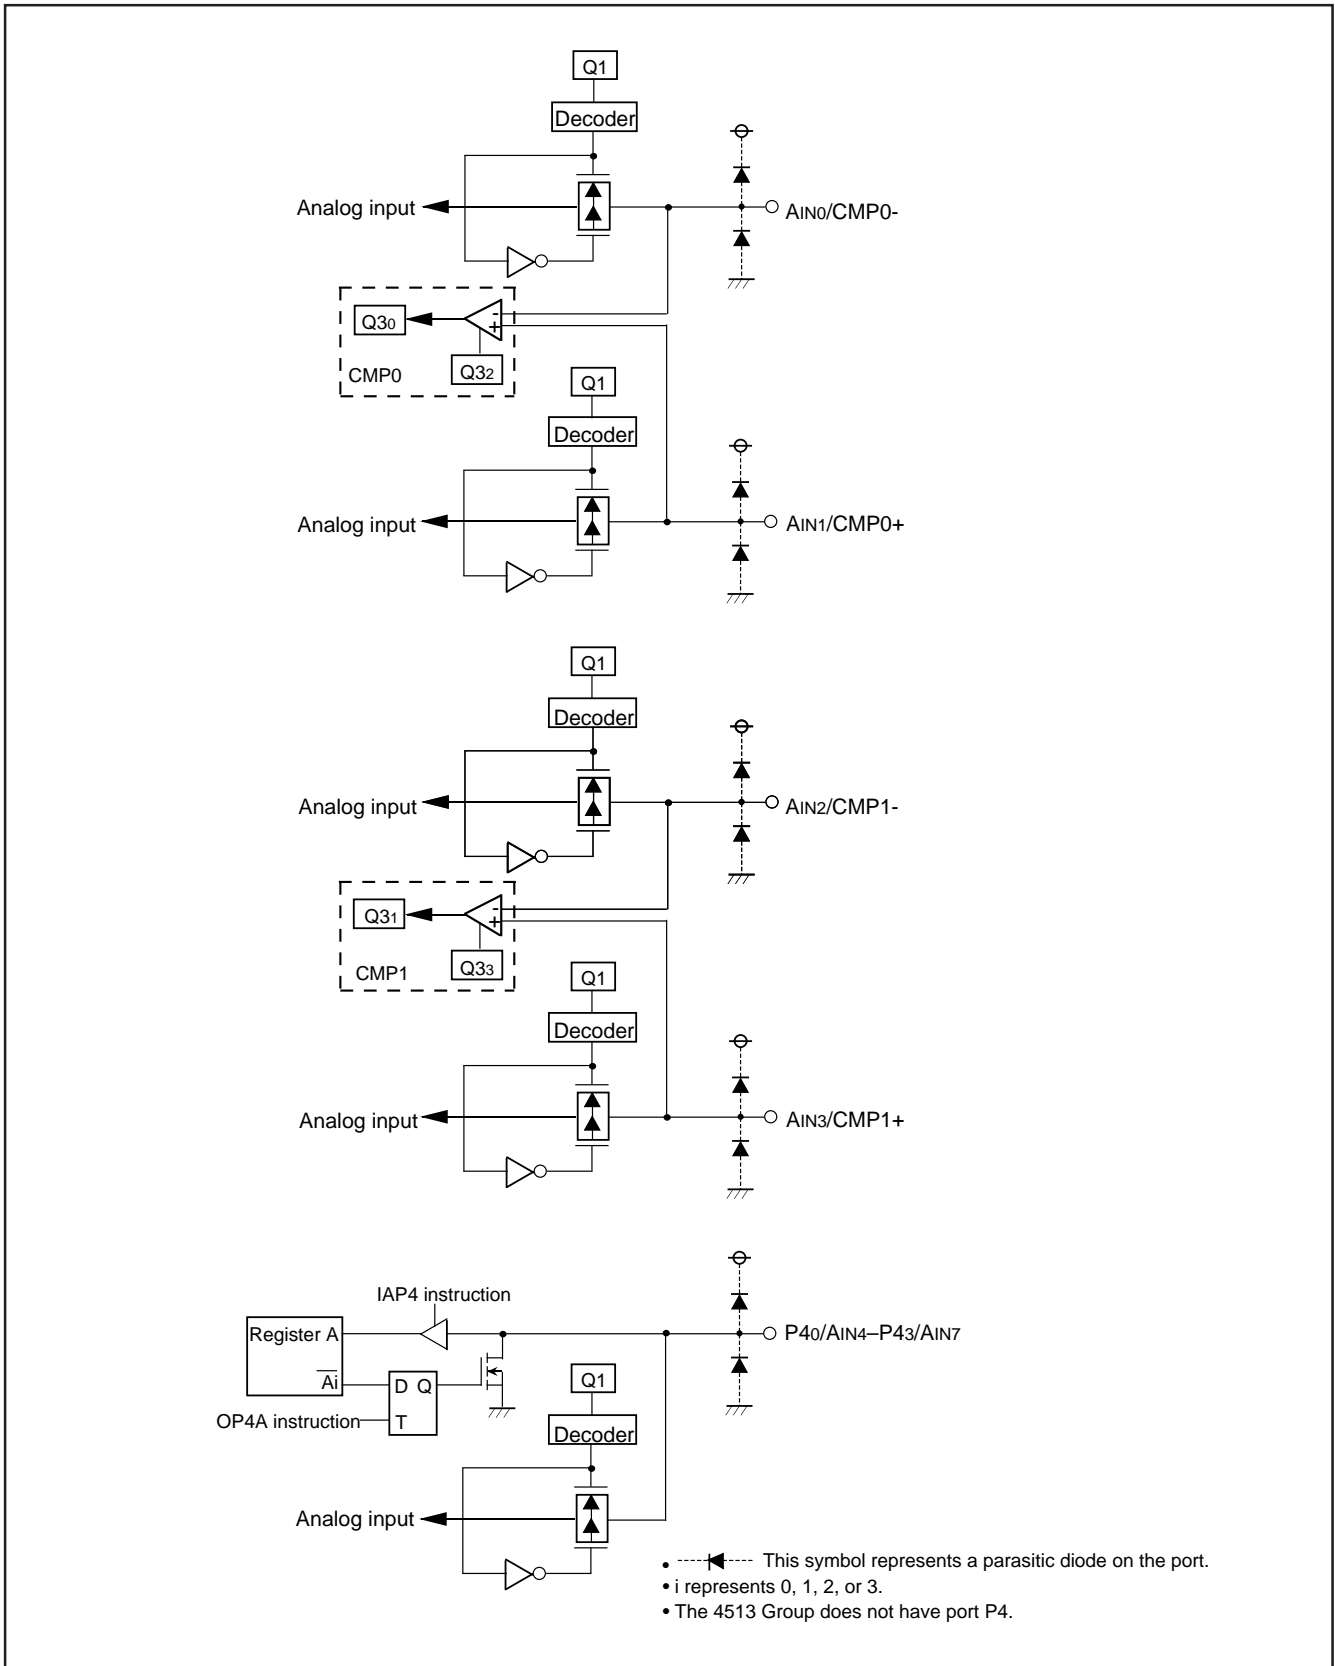 Q1
Decoder
Analog input
AIN0/CMP0-
-
+
Q30
Q32
CMP0
Q1
Decoder
Analog input
AIN1/CMP0+
Q1
Decoder
Analog input
AIN2/CMP1-
-
+
Q31
Q33
CMP1
Q1
Decoder
Analog input
AIN3/CMP1+
IAP4 instruction
Register A
P40/AIN4–P43/AIN7
Ai
D Q
T
OP4A instruction
Q1
Decoder
Analog input
• This symbol represents a parasitic diode on the port.
• i represents 0, 1, 2, or 3.
• The 4513 Group does not have port P4.